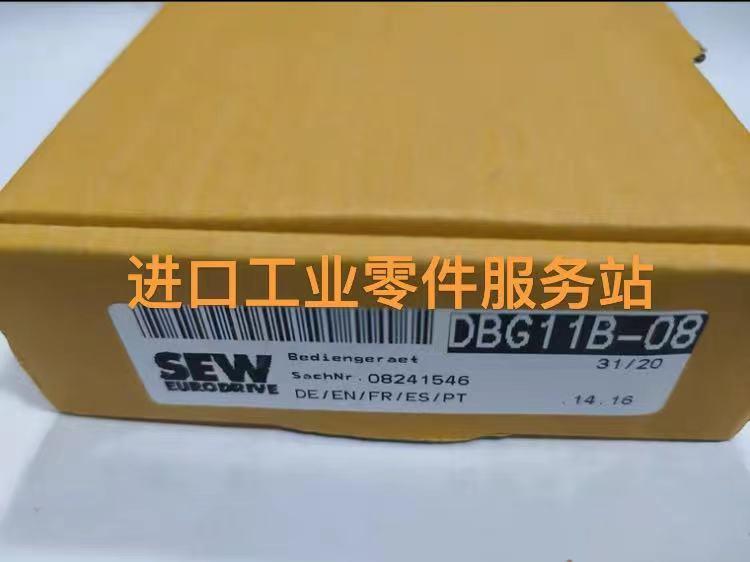 进口工业零件服务站
DBG11B-08
SEW
EURODRIVE
Bediengeraet
31/20
SachNr. 08241546
DE/EN/FR/ES/PT
.14.16